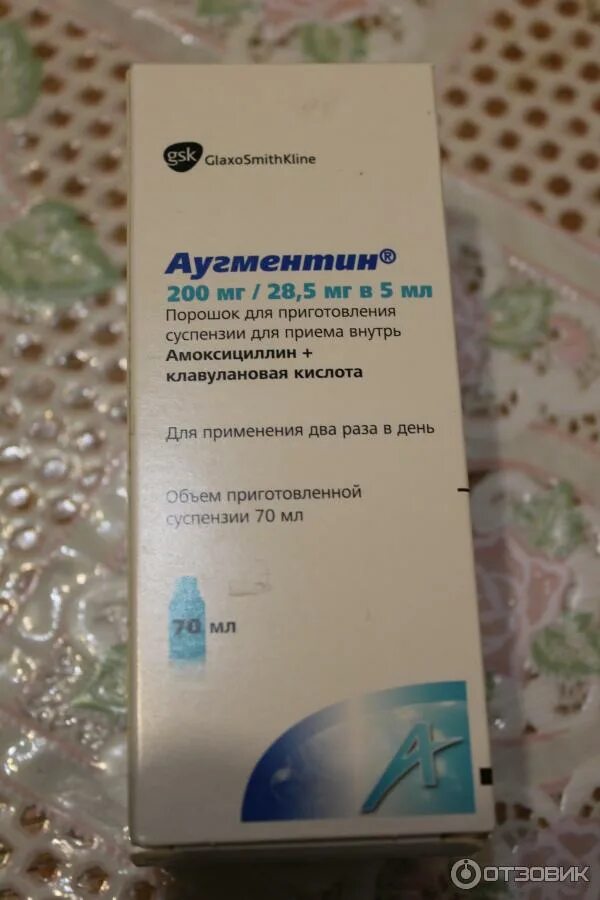 gsk GlaxoSmithKline
Аугментин®
200 мг / 28,5 мг в 5 мл
Порошок для приготовления
суспензии для приема внутрь
Амоксициллин +
клавулановая кислота
Для применения два раза в день
Объем приготовленной
суспензии 70 мл
70 мл
A
ОТЗОВИК